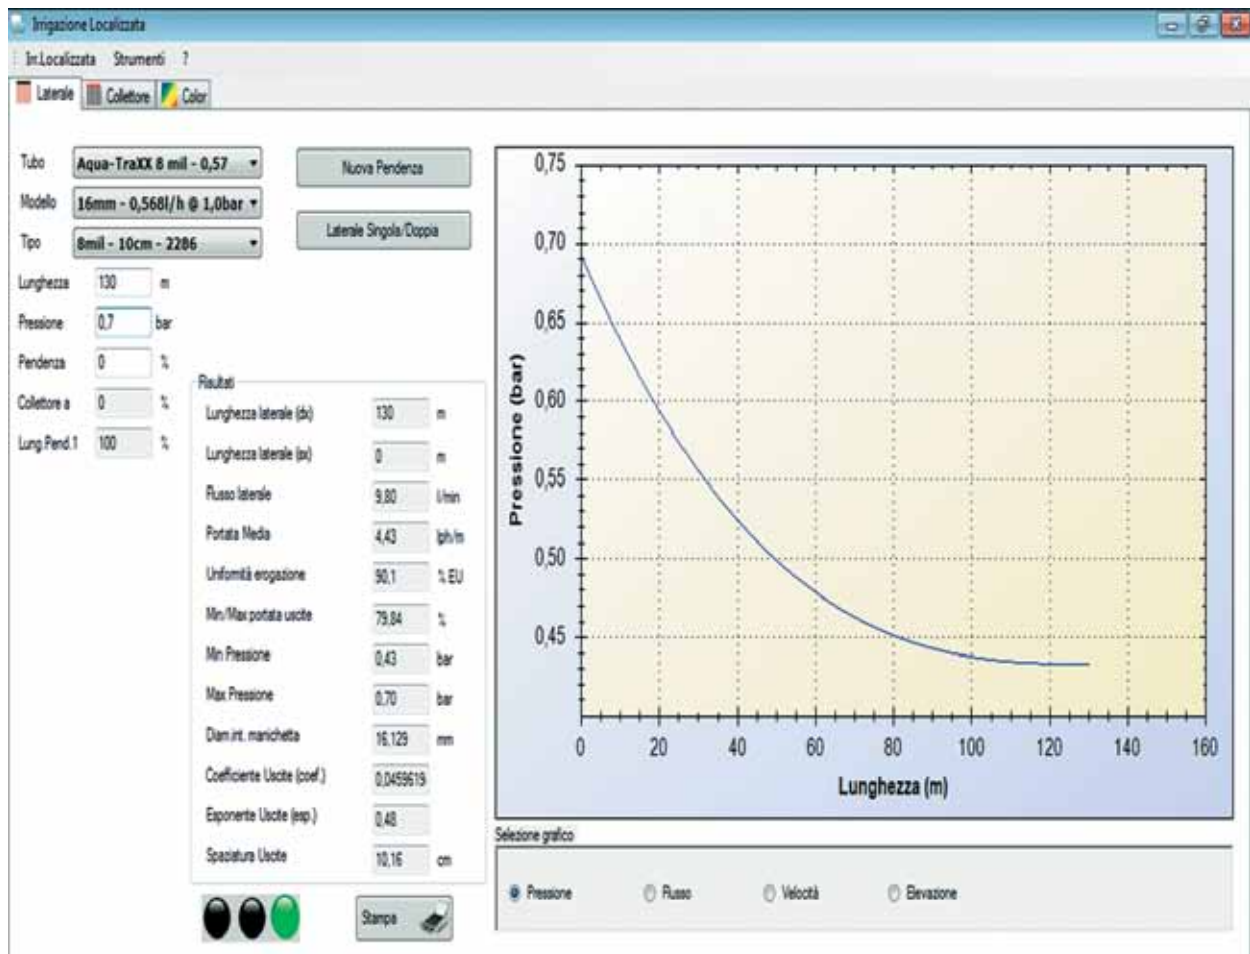 Irrigazione Localizzata
Irr.Localizzata Strumenti ?
Laterale Collettore Color
Tubo Aqua-TraXX 8 mil - 0,57
Modello 16mm - 0,568l/h @ 1,0bar
Tipo 8mil - 10cm - 2286
Nuova Pendenza
Laterale Singola/Doppia
Lunghezza 130 m
Pressione 0,7 bar
Pendenza 0 %
Collettore a 0 %
Lung.Pend.1 100 %
Risultati
Lunghezza laterale (dx) 130 m
Lunghezza laterale (sx) 0 m
Flusso laterale 9,80 l/min
Portata Media 4,43 lph/m
Uniformità erogazione 90,1 % EU
Min/Max portata uscite 79,84 %
Min Pressione 0,43 bar
Max Pressione 0,70 bar
Diam.int. manichetta 16,129 mm
Coefficiente Uscite (coef.) 0,0459619
Esponente Uscite (esp.) 0,48
Spaziatura Uscite 10,16 cm
Stampa
Pressione (bar)
0,75
0,70
0,65
0,60
0,55
0,50
0,45
0 20 40 60 80 100 120 140 160
Lunghezza (m)
Selezione grafico
Pressione Flusso Velocità Elevazione